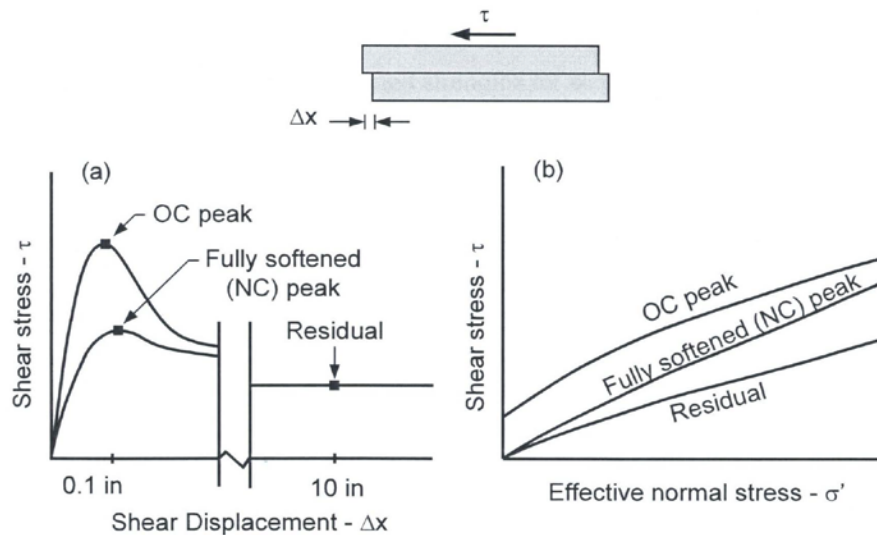 τ
Δx
(a)
OC peak
Fully softened
(NC) peak
Residual
Shear stress - τ
0.1 in
10 in
Shear Displacement - Δx
(b)
OC peak
Fully softened (NC) peak
Residual
Shear stress - τ
Effective normal stress - σ'